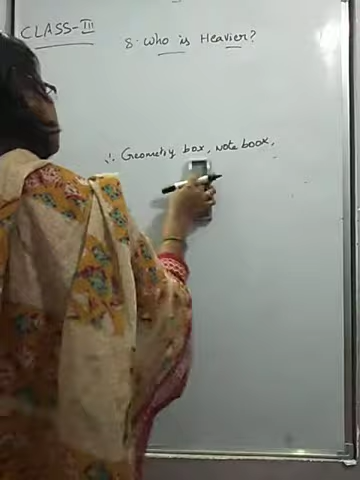 CLASS-III
8. Who is Heavier?
Geometry box, note book,